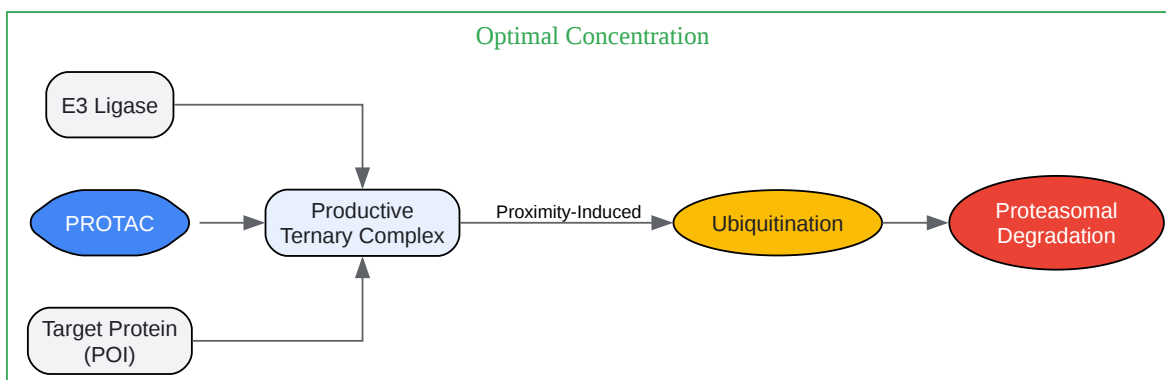 Optimal Concentration
E3 Ligase
PROTAC
Target Protein
(POI)
Productive
Ternary Complex
Proximity-Induced
Ubiquitination
Proteasomal
Degradation